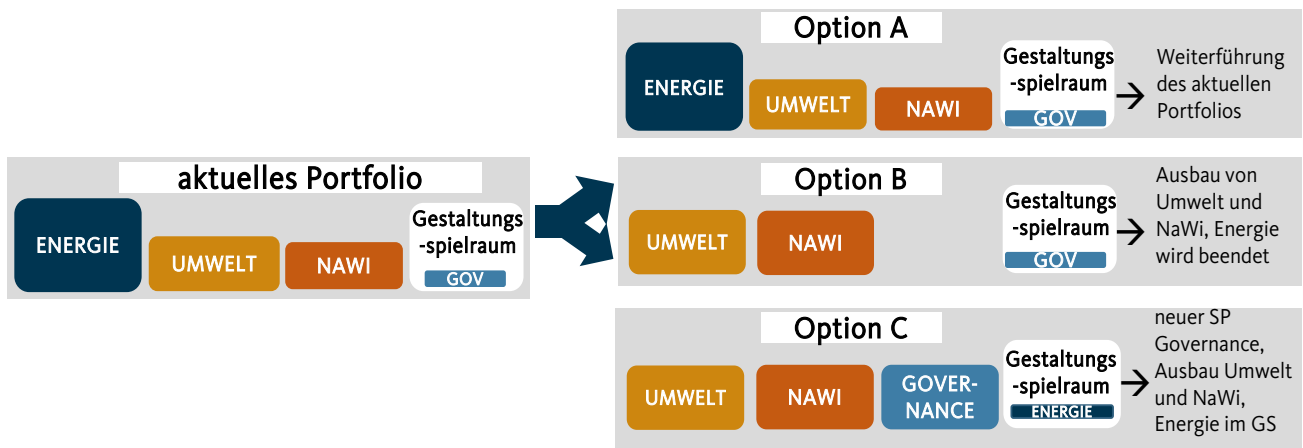 aktuelles Portfolio
ENERGIE
UMWELT
NAWI
Gestaltungs
-spielraum
GOV
Option A
ENERGIE
UMWELT
NAWI
Gestaltungs
-spielraum
GOV
Weiterführung
des aktuellen
Portfolios
Option B
UMWELT
NAWI
Gestaltungs
-spielraum
GOV
Ausbau von
Umwelt und
NaWi, Energie
wird beendet
Option C
UMWELT
NAWI
GOVER-
NANCE
Gestaltungs
-spielraum
ENERGIE
neuer SP
Governance,
Ausbau Umwelt
und NaWi,
Energie im GS